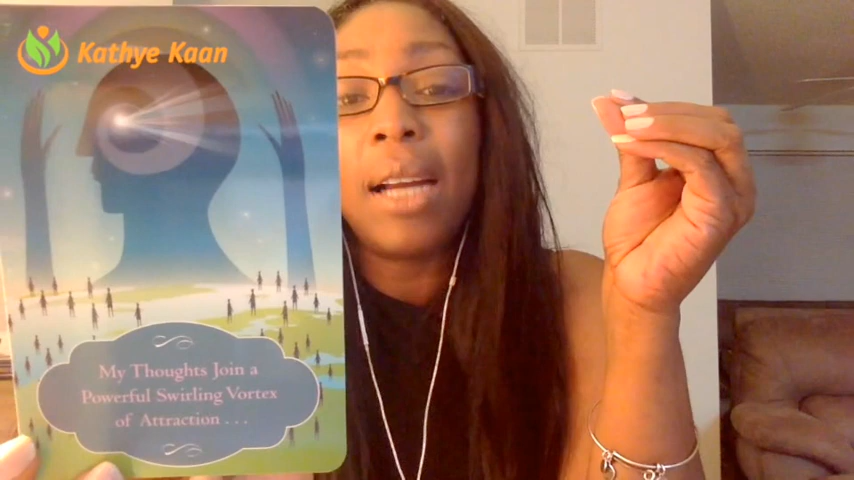 Kathye Kaan
My Thoughts Join a
Powerful Swirling Vortex
of Attraction . . .